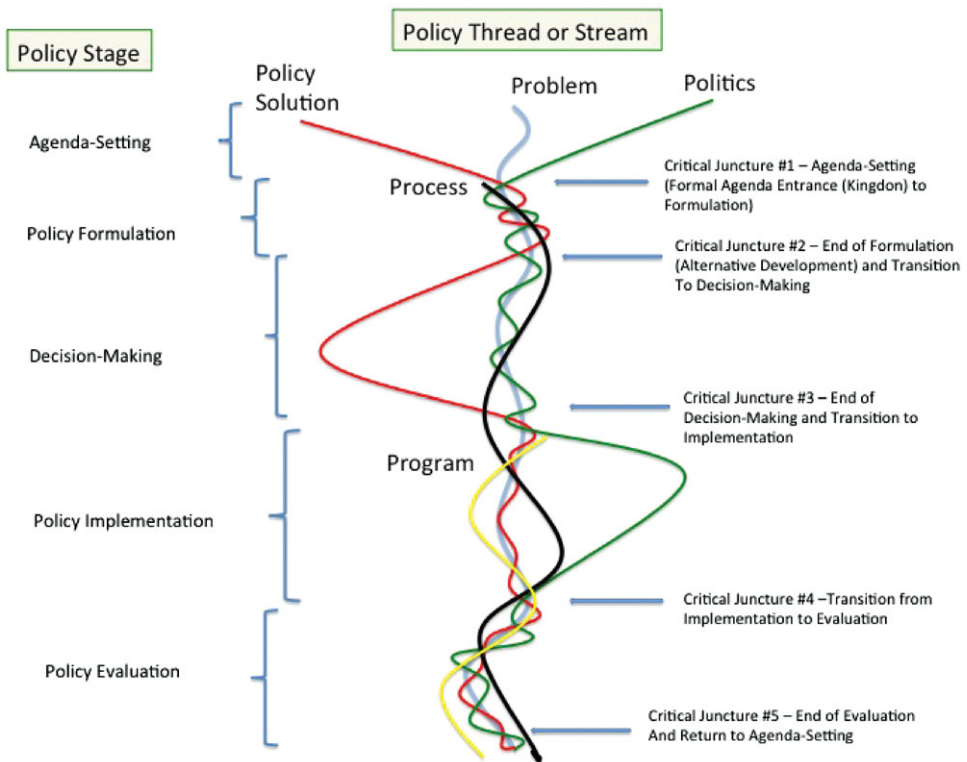 Policy Thread or Stream
Policy Stage
Policy
Solution
Problem
Politics
Agenda-Setting
Critical Juncture #1 – Agenda-Setting
(Formal Agenda Entrance (Kingdon) to
Formulation)
Process
Policy Formulation
Critical Juncture #2 – End of Formulation
(Alternative Development) and Transition
To Decision-Making
Decision-Making
Critical Juncture #3 – End of
Decision-Making and Transition to
Implementation
Program
Policy Implementation
Critical Juncture #4 –Transition from
Implementation to Evaluation
Policy Evaluation
Critical Juncture #5 – End of Evaluation
And Return to Agenda-Setting